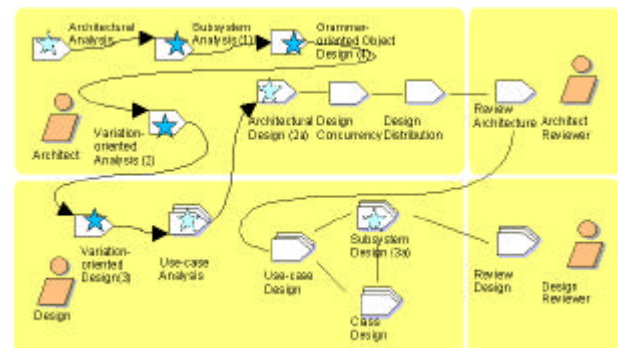 Architectural
Analysis
Subsystem
Analysis (1)
Grammar-
oriented Object
Design
Architect
Variation-
oriented
Analysis (2)
Architectural
Design (2a)
Design
Concurrency
Design
Distribution
Review
Architecture
Architect
Reviewer
Variation-
oriented
Design(3)
Design
Use-case
Analysis
Use-case
Design
Subsystem
Design (3a)
Class
Design
Review
Design
Design
Reviewer